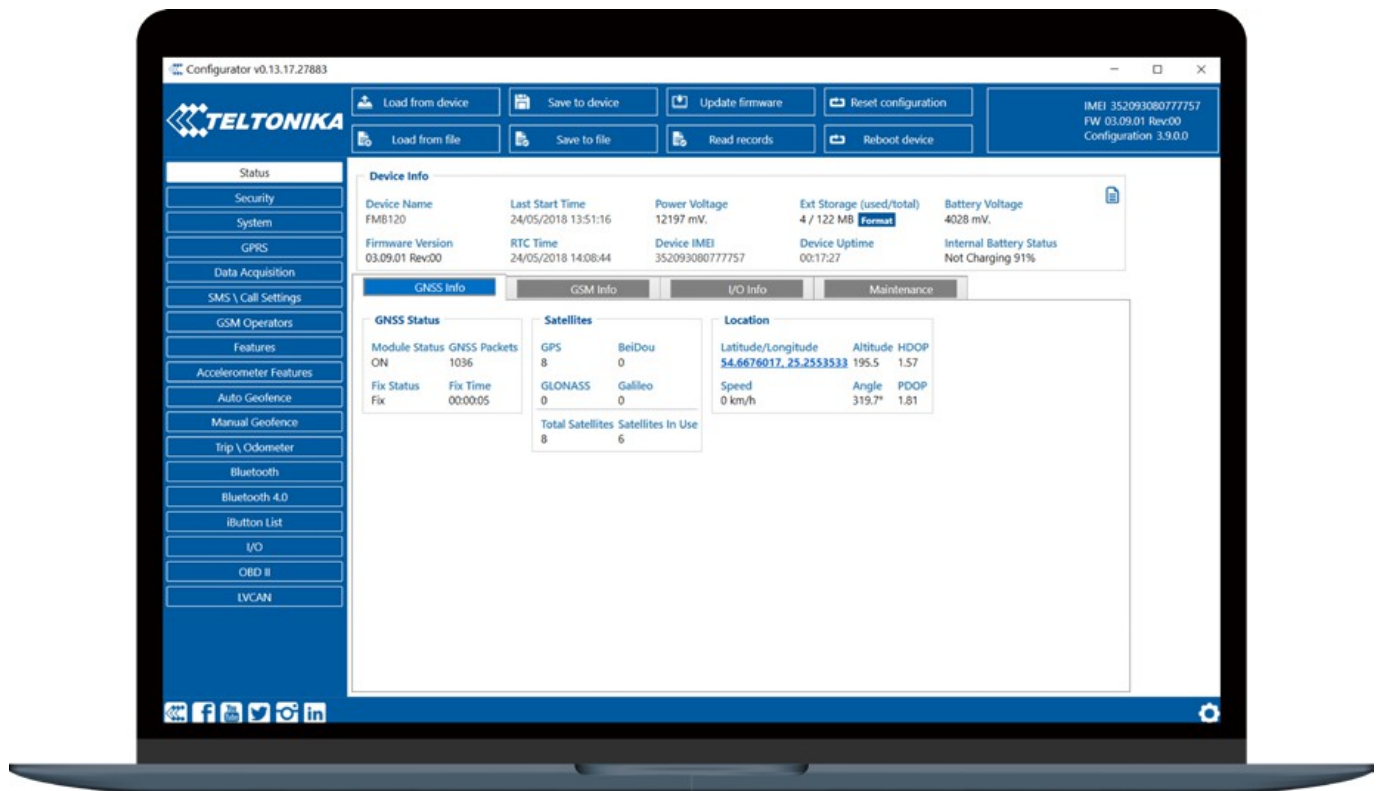 Configurator v0.13.17.27883
TELTONIKA
Load from device
Save to device
Update firmware
Reset configuration
Load from file
Save to file
Read records
Reboot device
IMEI 352093080777757
FW 03.09.01 Rev:00
Configuration 3.9.0.0
Status
Security
System
GPRS
Data Acquisition
SMS \ Call Settings
GSM Operators
Features
Accelerometer Features
Auto Geofence
Manual Geofence
Trip \ Odometer
Bluetooth
Bluetooth 4.0
iButton List
I/O
OBD II
LVCAN
Device Info
Device Name Last Start Time Power Voltage Ext Storage (used/total) Battery Voltage
FMB120 24/05/2018 13:51:16 12197 mV. 4 / 122 MB Format 4028 mV.
Firmware Version RTC Time Device IMEI Device Uptime Internal Battery Status
03.09.01 Rev:00 24/05/2018 14:08:44 352093080777757 00:17:27 Not Charging 91%
GNSS Info GSM Info I/O Info Maintenance
GNSS Status
Module Status GNSS Packets
ON 1036
Fix Status Fix Time
Fix 00:00:05
Satellites
GPS BeiDou
8 0
GLONASS Galileo
0 0
Total Satellites Satellites In Use
8 6
Location
Latitude/Longitude Altitude HDOP
54.6676017, 25.2553533 195.5 1.57
Speed Angle PDOP
0 km/h 319.7° 1.81
You Tube
in